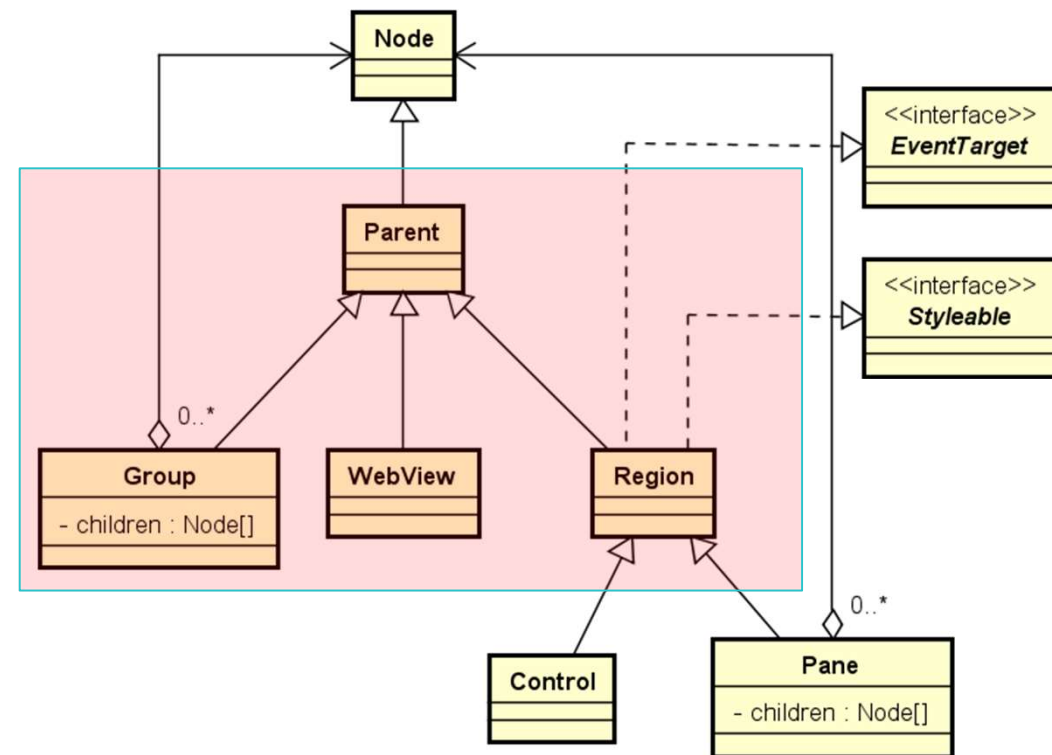 Node
<<interface>>
EventTarget
Parent
<<interface>>
Styleable
0..*
Group
- children : Node[]
WebView
Region
0..*
Control
Pane
- children : Node[]